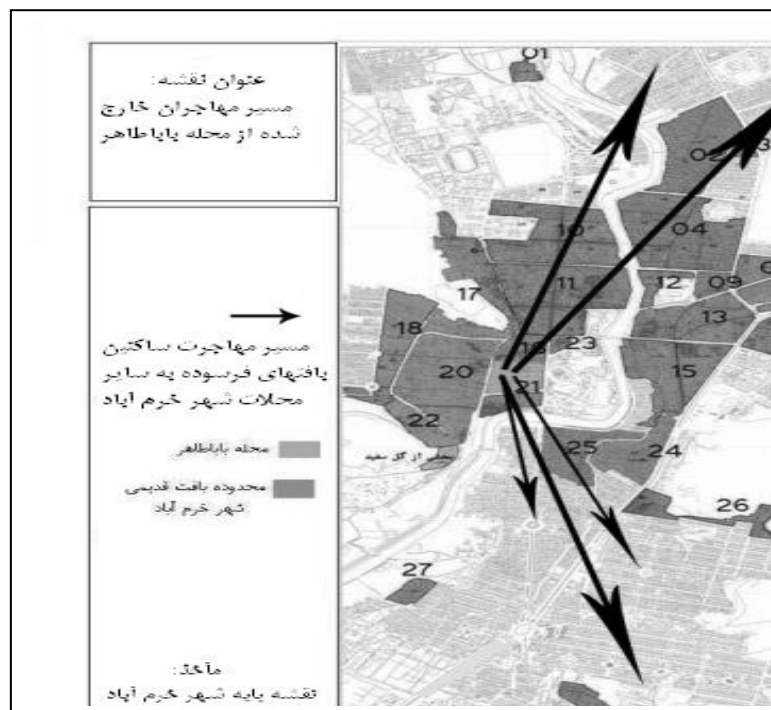 عنوان نقشه:
مسیر مهاجران خارج
شده از محله باباطاهر
مسیر مهاجرت ساکنین
بافتهای فرسوده به سایر
محلات شهر خرم آباد
محله باباطاهر
محدوده بافت قدیمی
شهر خرم آباد
مآخذ:
نقشه پایه شهر خرم آباد
01
02
10
04
17
11
12
09
18
13
23
20
15
21
22
25
24
26
27